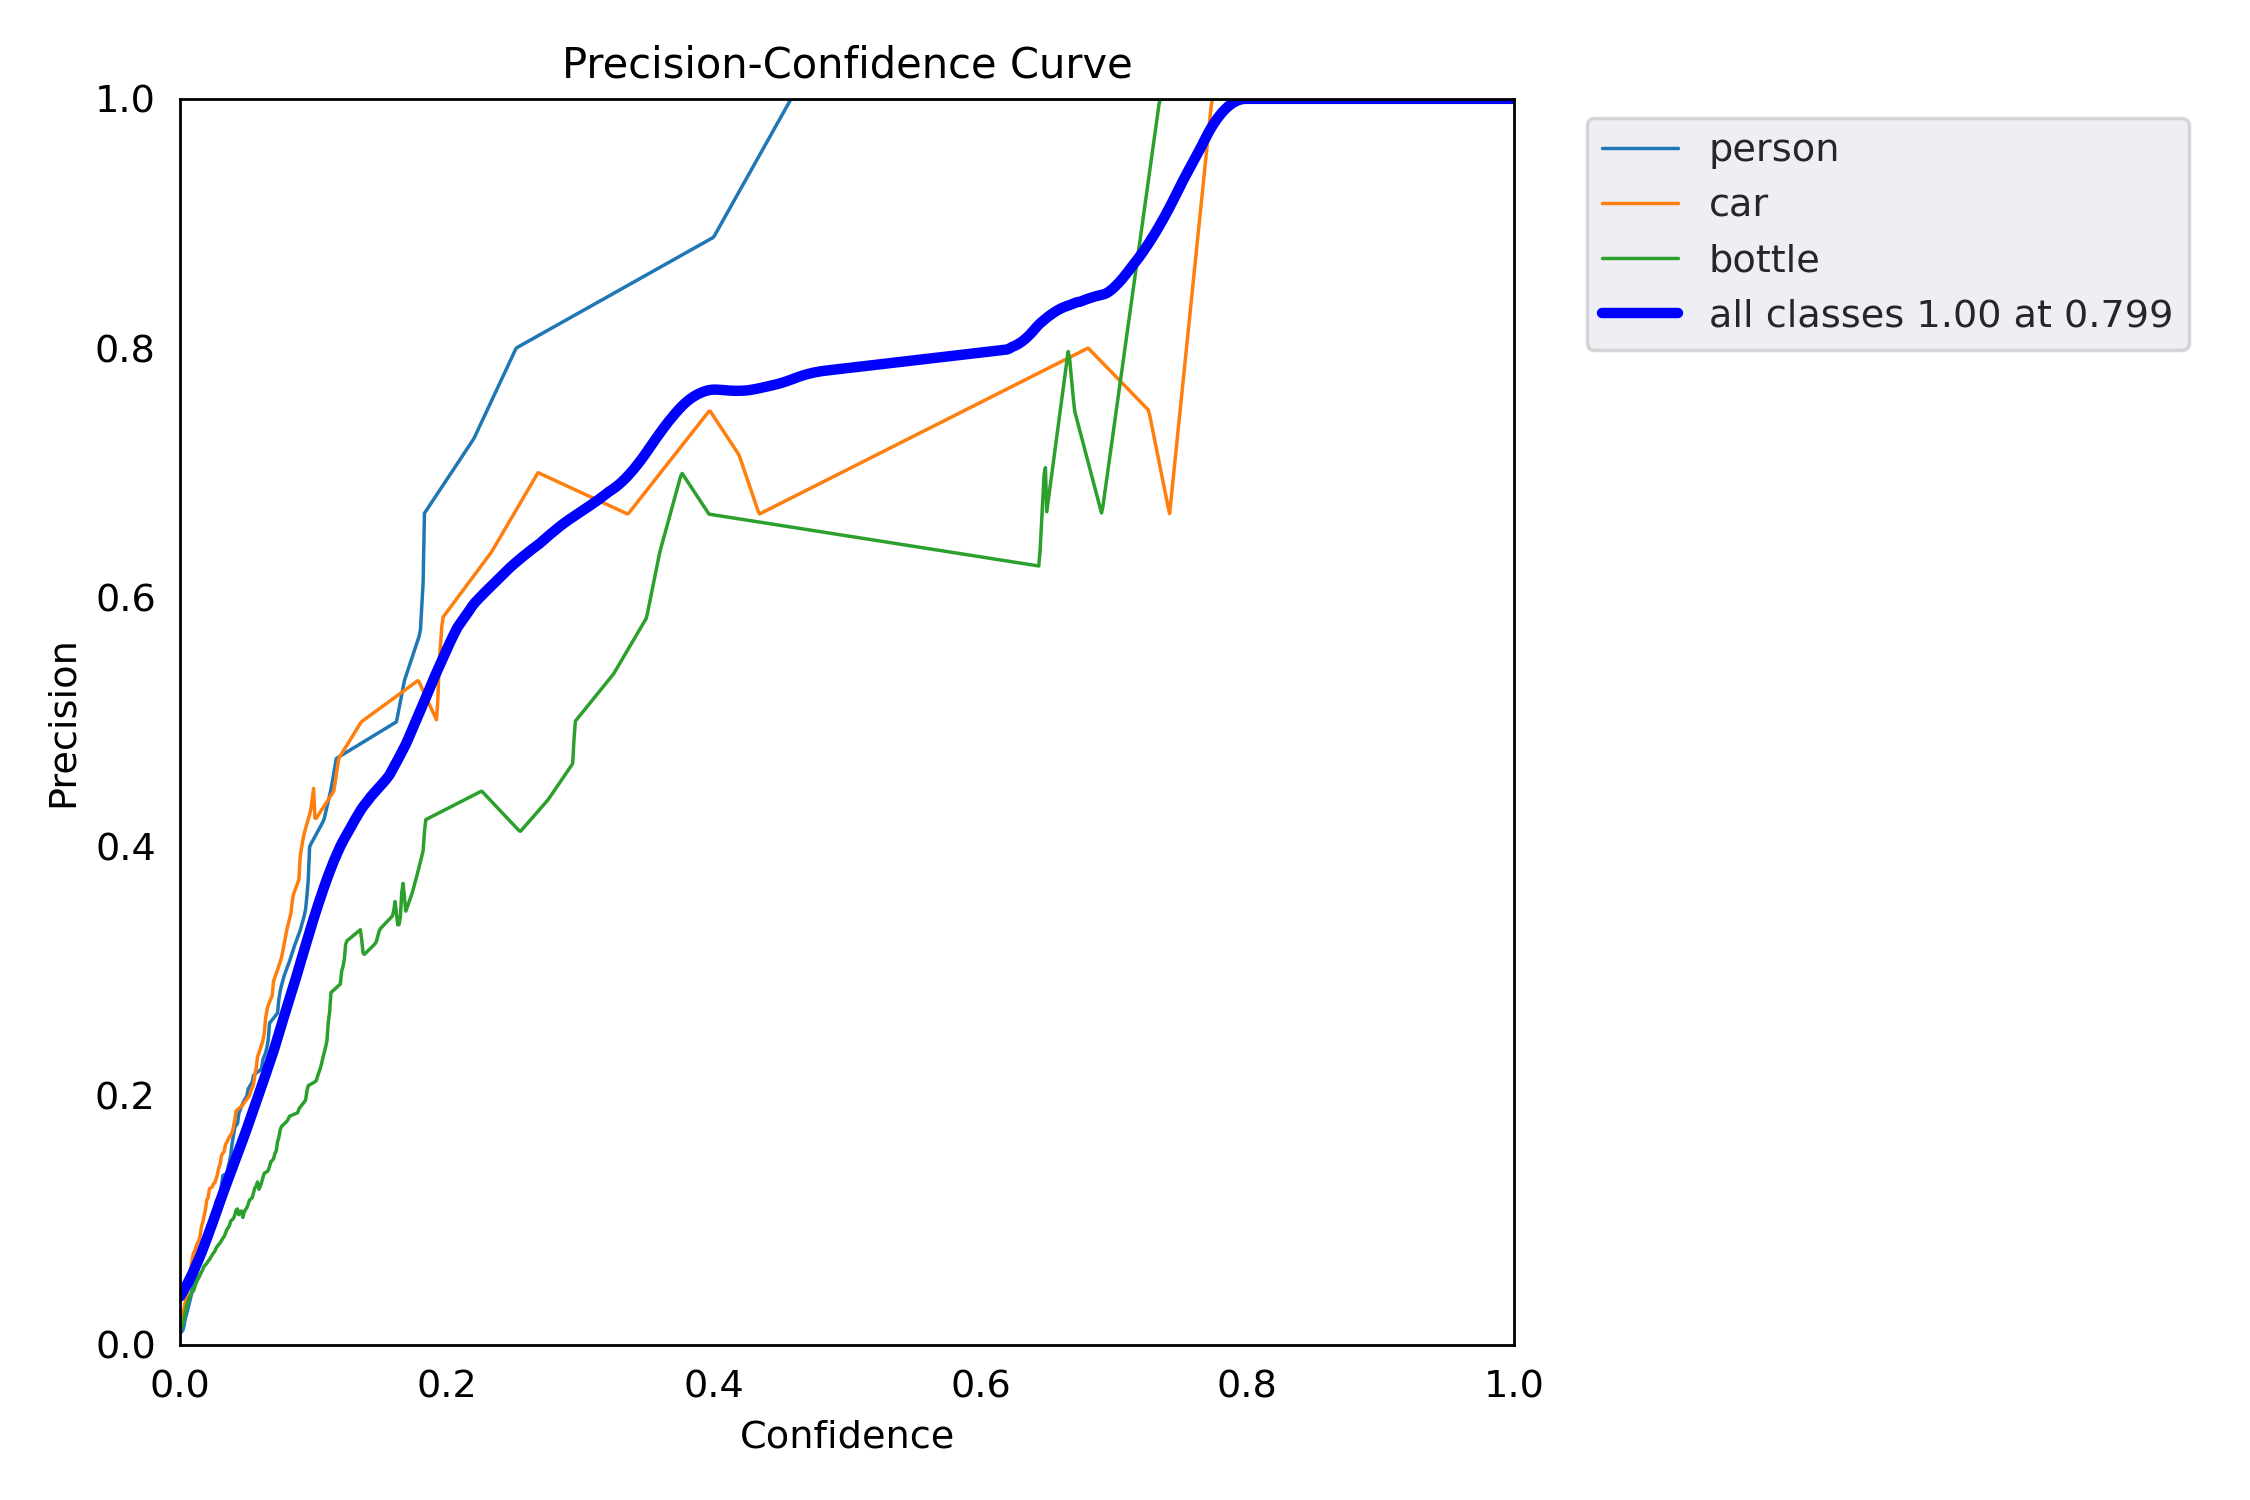 Precision-Confidence Curve
1.0
0.8
0.6
0.4
0.2
0.0
Precision
0.0 0.2 0.4 0.6 0.8 1.0
Confidence
person
car
bottle
all classes 1.00 at 0.799